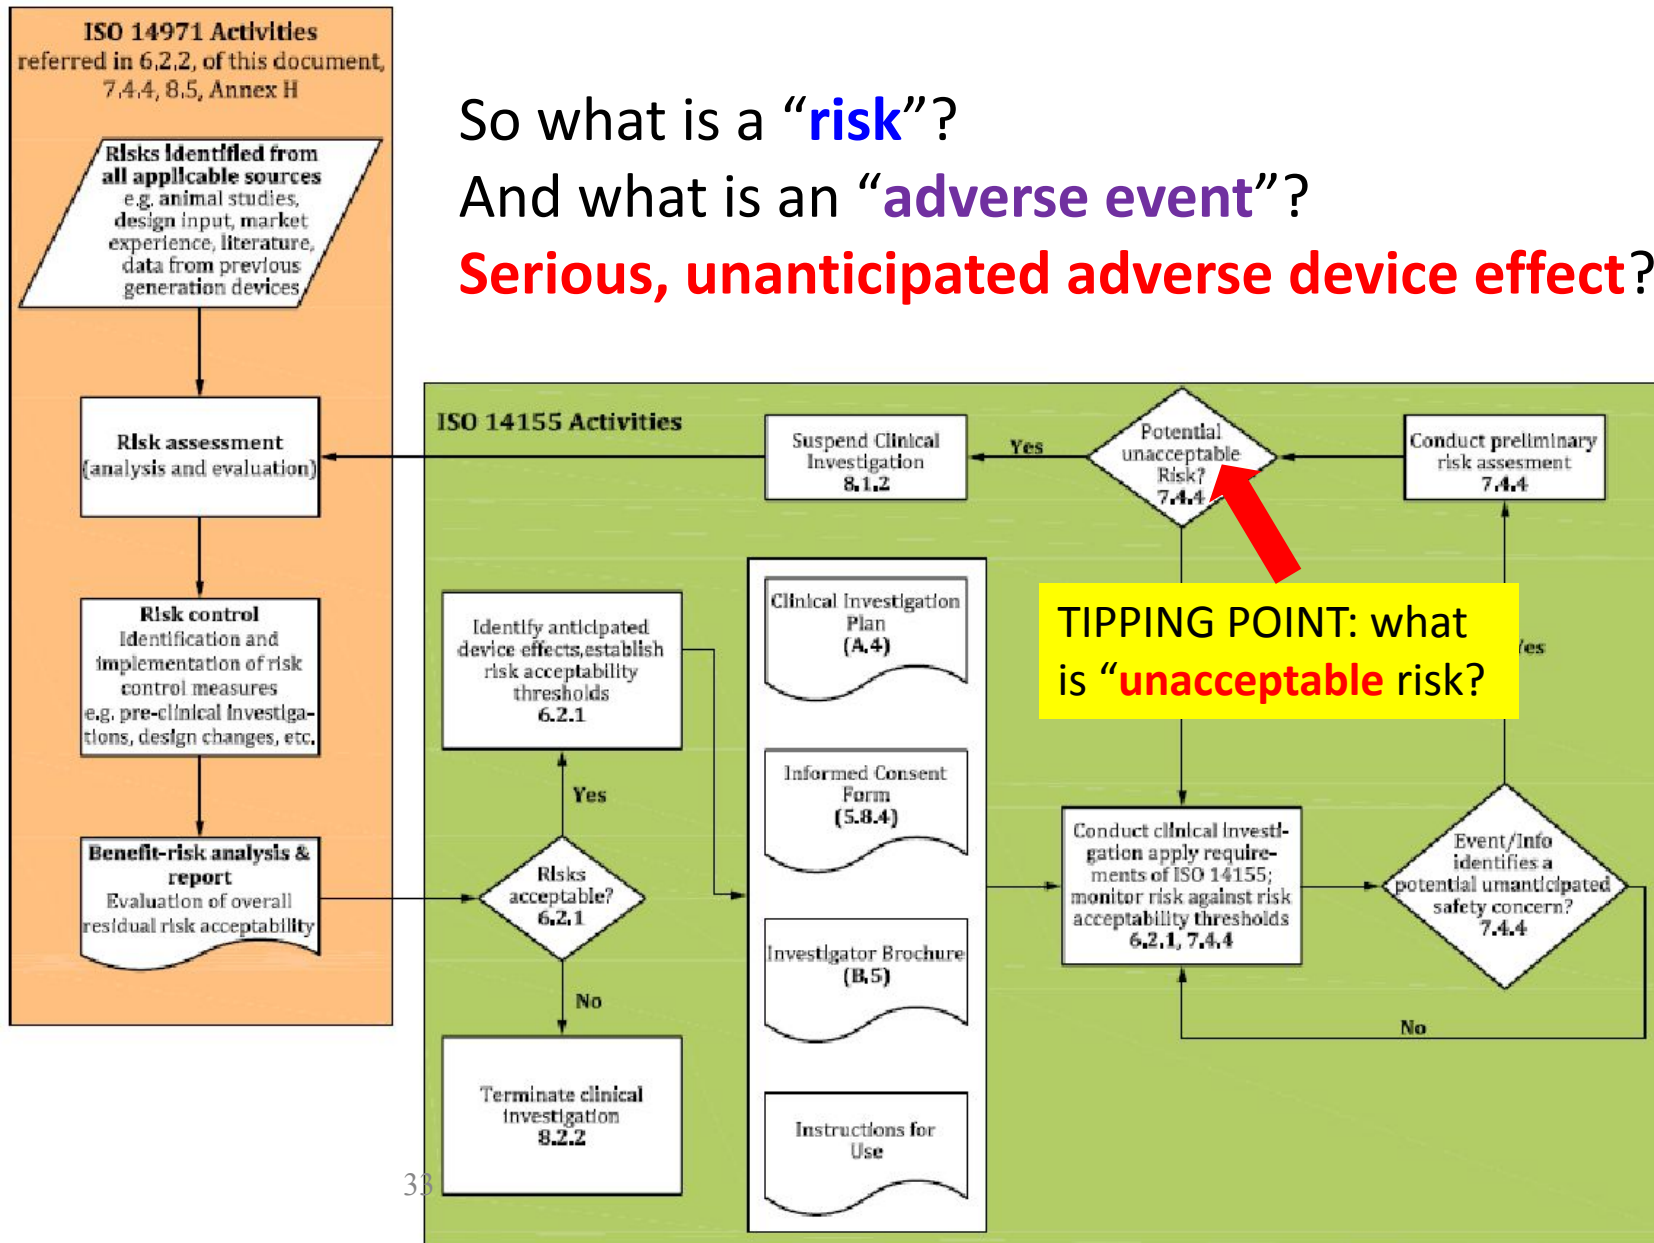 ISO 14971 Activities
referred in 6.2.2, of this document,
7.4.4, 8.5, Annex H
Risks identified from
all applicable sources
e.g. animal studies,
design input, market
experience, literature,
data from previous
generation devices
Risk assessment
(analysis and evaluation)
Risk control
Identification and
implementation of risk
control measures
e.g. pre-clinical investiga-
tions, design changes, etc.
Benefit-risk analysis &
report
Evaluation of overall
residual risk acceptability
So what is a “risk”?
And what is an “adverse event”?
Serious, unanticipated adverse device effect?
ISO 14155 Activities
Suspend Clinical
Investigation
8.1.2
Yes
Potential
unacceptable
Risk?
7.4.4
Conduct preliminary
risk assesment
7.4.4
TIPPING POINT: what
is “unacceptable risk?
Yes
Identify anticipated
device effects,establish
risk acceptability
thresholds
6.2.1
Yes
Risks
acceptable?
6.2.1
No
Terminate clinical
investigation
8.2.2
Clinical Investigation
Plan
(A.4)
Informed Consent
Form
(5.8.4)
Investigator Brochure
(B.5)
Instructions for
Use
Conduct clinical investi-
gation apply require-
ments of ISO 14155;
monitor risk against risk
acceptability thresholds
6.2.1, 7.4.4
Event/Info
identifies a
potential umanticipated
safety concern?
7.4.4
No
33